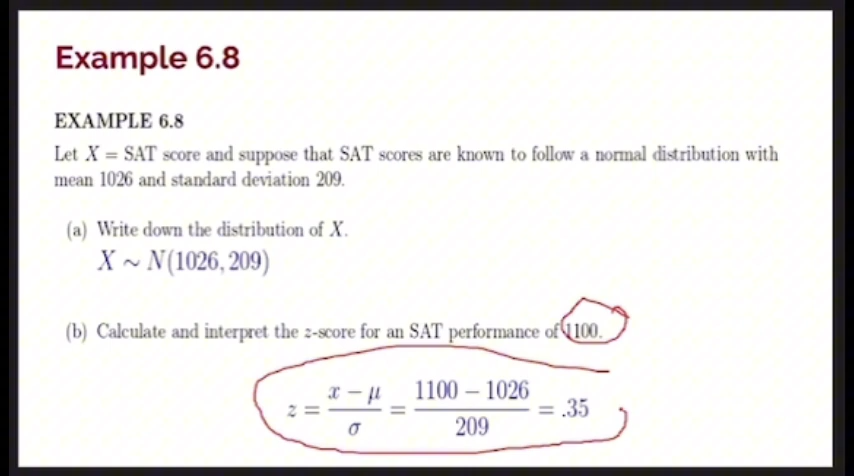 Example 6.8
EXAMPLE 6.8
Let X = SAT score and suppose that SAT scores are known to follow a normal distribution with
mean 1026 and standard deviation 209.
(a) Write down the distribution of X.
X ~ N(1026, 209)
(b) Calculate and interpret the z-score for an SAT performance of 1100.
z = (x − μ)/σ = (1100 − 1026)/209 = .35